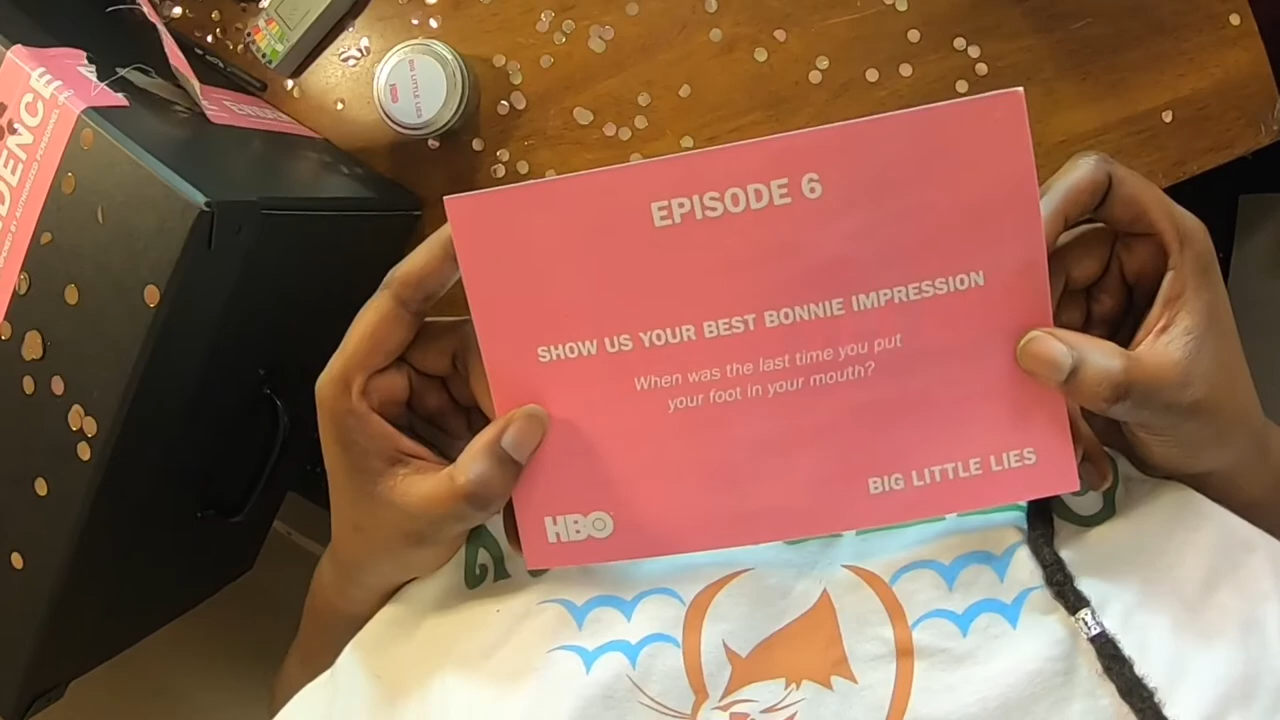 EPISODE 6
SHOW US YOUR BEST BONNIE IMPRESSION
When was the last time you put
your foot in your mouth?
BIG LITTLE LIES
HBO
BIG LITTLE LIES
HBO